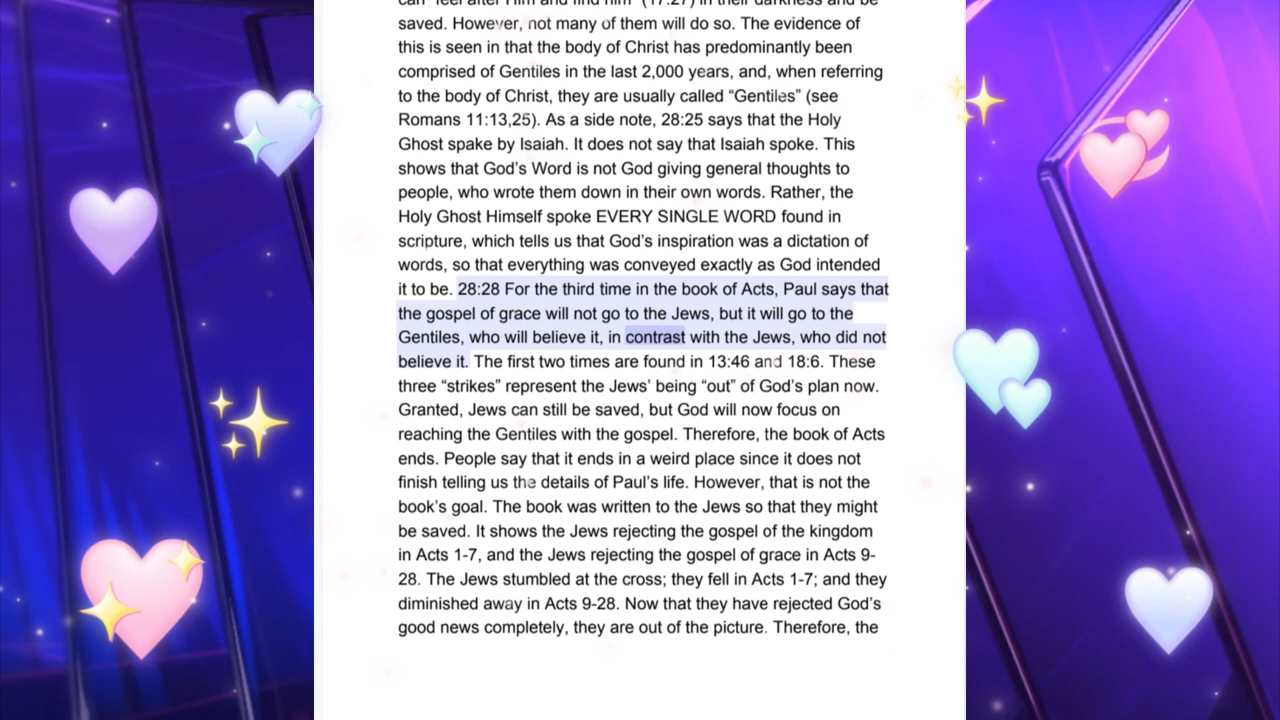 can "feel after Him and find him" (17:27) in their darkness and be
saved. However, not many of them will do so. The evidence of
this is seen in that the body of Christ has predominantly been
comprised of Gentiles in the last 2,000 years, and, when referring
to the body of Christ, they are usually called “Gentiles” (see
Romans 11:13,25). As a side note, 28:25 says that the Holy
Ghost spake by Isaiah. It does not say that Isaiah spoke. This
shows that God’s Word is not God giving general thoughts to
people, who wrote them down in their own words. Rather, the
Holy Ghost Himself spoke EVERY SINGLE WORD found in
scripture, which tells us that God’s inspiration was a dictation of
words, so that everything was conveyed exactly as God intended
it to be. 28:28 For the third time in the book of Acts, Paul says that
the gospel of grace will not go to the Jews, but it will go to the
Gentiles, who will believe it, in contrast with the Jews, who did not
believe it. The first two times are found in 13:46 and 18:6. These
three “strikes” represent the Jews’ being “out” of God’s plan now.
Granted, Jews can still be saved, but God will now focus on
reaching the Gentiles with the gospel. Therefore, the book of Acts
ends. People say that it ends in a weird place since it does not
finish telling us the details of Paul’s life. However, that is not the
book’s goal. The book was written to the Jews so that they might
be saved. It shows the Jews rejecting the gospel of the kingdom
in Acts 1-7, and the Jews rejecting the gospel of grace in Acts 9-
28. The Jews stumbled at the cross; they fell in Acts 1-7; and they
diminished away in Acts 9-28. Now that they have rejected God’s
good news completely, they are out of the picture. Therefore, the